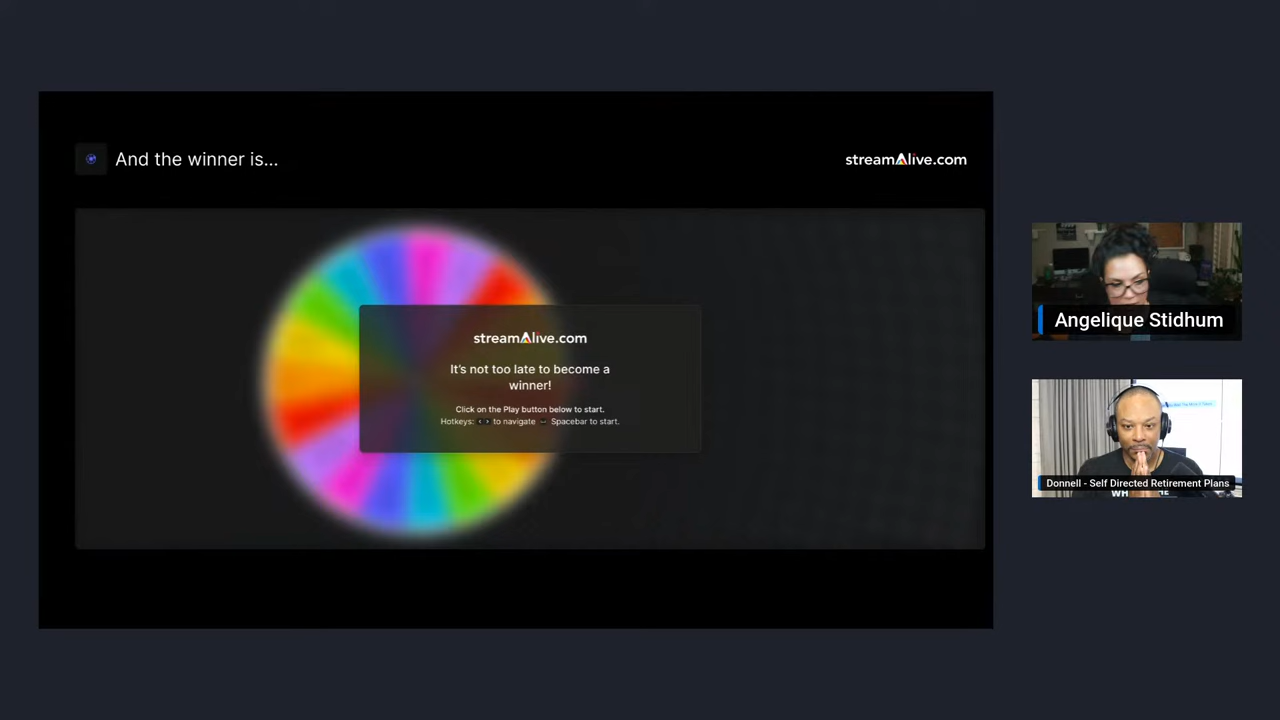 And the winner is...
streamAlive.com
streamAlive.com
It's not too late to become a
winner!
Click on the Play button below to start.
Hotkeys: < > to navigate Spacebar to start.
Angelique Stidhum
Donnell - Self Directed Retirement Plans